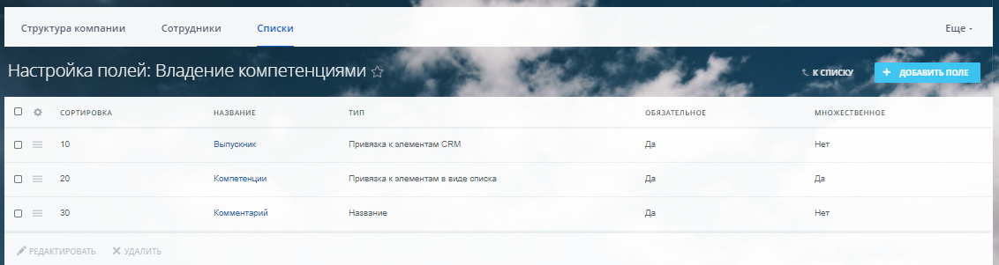 Структура компании Сотрудники Списки Еще
Настройка полей: Владение компетенциями К СПИСКУ + ДОБАВИТЬ ПОЛЕ
СОРТИРОВКА НАЗВАНИЕ ТИП ОБЯЗАТЕЛЬНОЕ МНОЖЕСТВЕННОЕ
10 Выпускник Привязка к элементам CRM Да Нет
20 Компетенции Привязка к элементам в виде списка Да Да
30 Комментарий Название Да Нет
РЕДАКТИРОВАТЬ УДАЛИТЬ